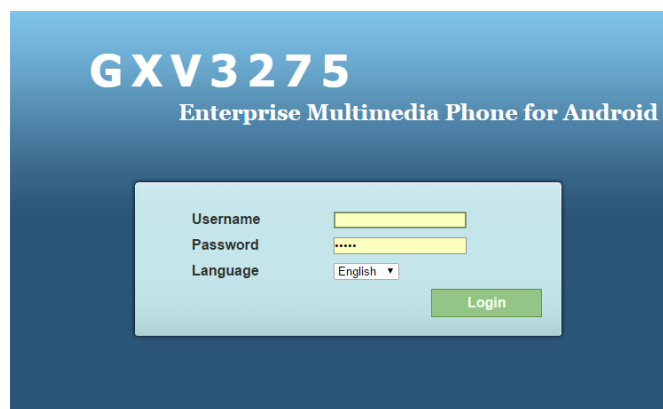 GXV3275
Enterprise Multimedia Phone for Android
Username
Password •••••
Language English
Login